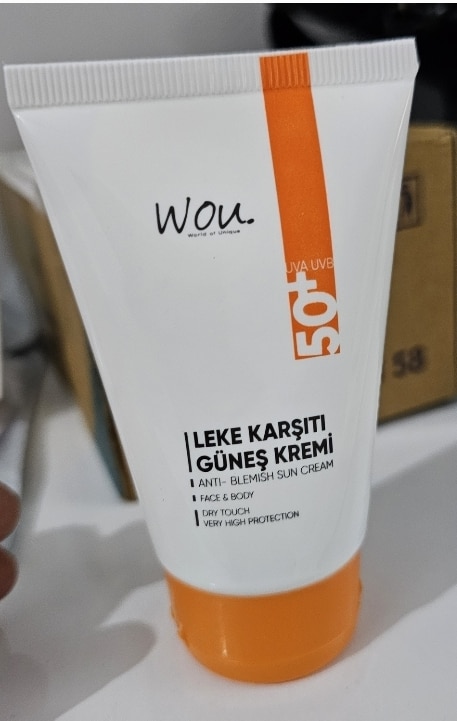 Wou.
World of Unique
UVA UVB
50+
LEKE KARŞITI
GÜNEŞ KREMİ
ANTI- BLEMISH SUN CREAM
FACE & BODY
DRY TOUCH
VERY HIGH PROTECTION
58